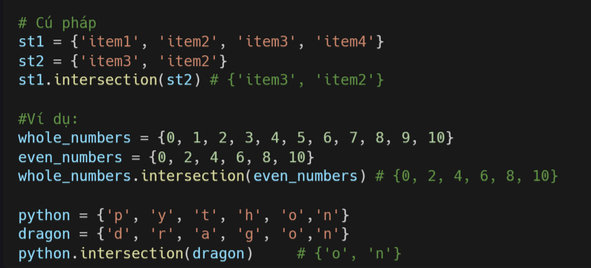 # Cú pháp
st1 = {'item1', 'item2', 'item3', 'item4'}
st2 = {'item3', 'item2'}
st1.intersection(st2) # {'item3', 'item2'}
#Ví dụ:
whole_numbers = {0, 1, 2, 3, 4, 5, 6, 7, 8, 9, 10}
even_numbers = {0, 2, 4, 6, 8, 10}
whole_numbers.intersection(even_numbers) # {0, 2, 4, 6, 8, 10}
python = {'p', 'y', 't', 'h', 'o','n'}
dragon = {'d', 'r', 'a', 'g', 'o','n'}
python.intersection(dragon)     # {'o', 'n'}